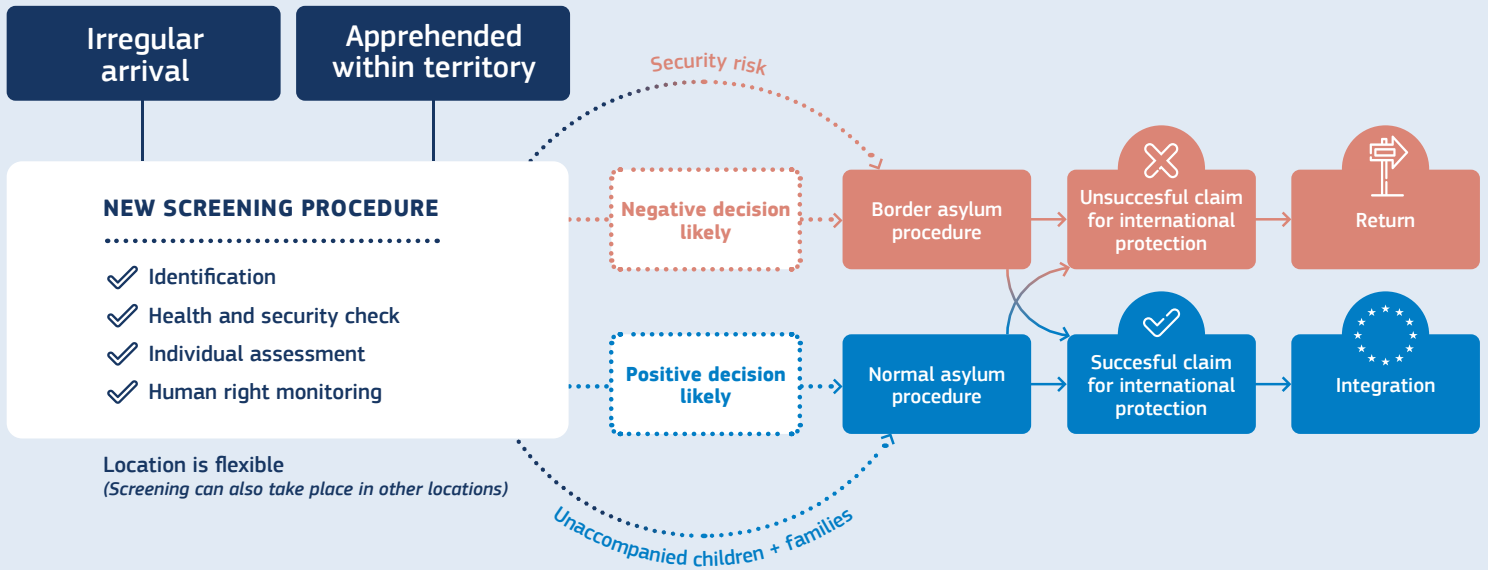 Irregular
arrival
Apprehended
within territory
NEW SCREENING PROCEDURE
Identification
Health and security check
Individual assessment
Human right monitoring
Location is flexible
(Screening can also take place in other locations)
Security risk
Negative decision
likely
Border asylum
procedure
Unsuccesful claim
for international
protection
Return
Positive decision
likely
Normal asylum
procedure
Succesful claim
for international
protection
Integration
Unaccompanied children + families